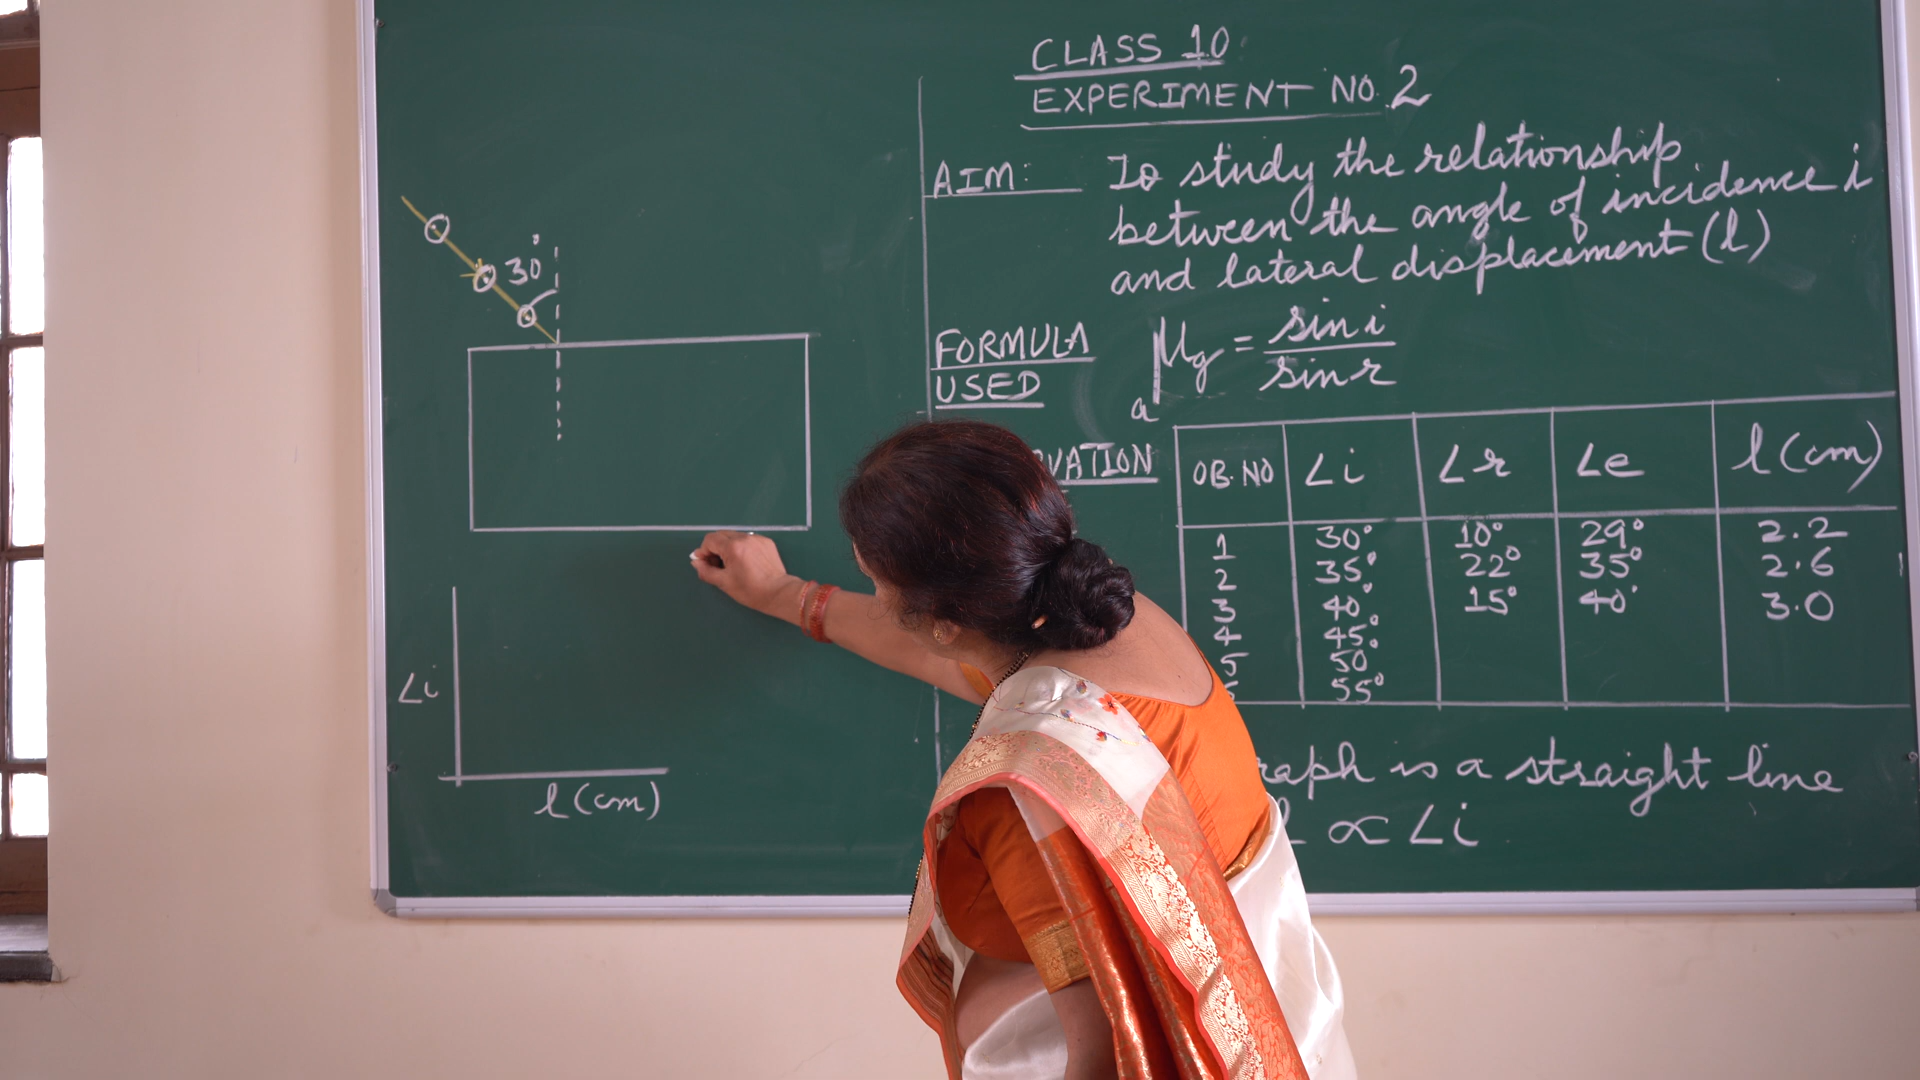 CLASS 10
EXPERIMENT NO. 2
AIM: To study the relationship
between the angle of incidence i
and lateral displacement (l)
FORMULA USED aμg = sin i / sin r
VATION
OB. NO ∠i ∠r ∠e l(cm)
1 30° 10° 29° 2.2
2 35° 22° 35° 2.6
3 40° 15° 40° 3.0
4 45°
5 50°
55°
raph is a straight line
∝ ∠i
30°
∠i
l(cm)